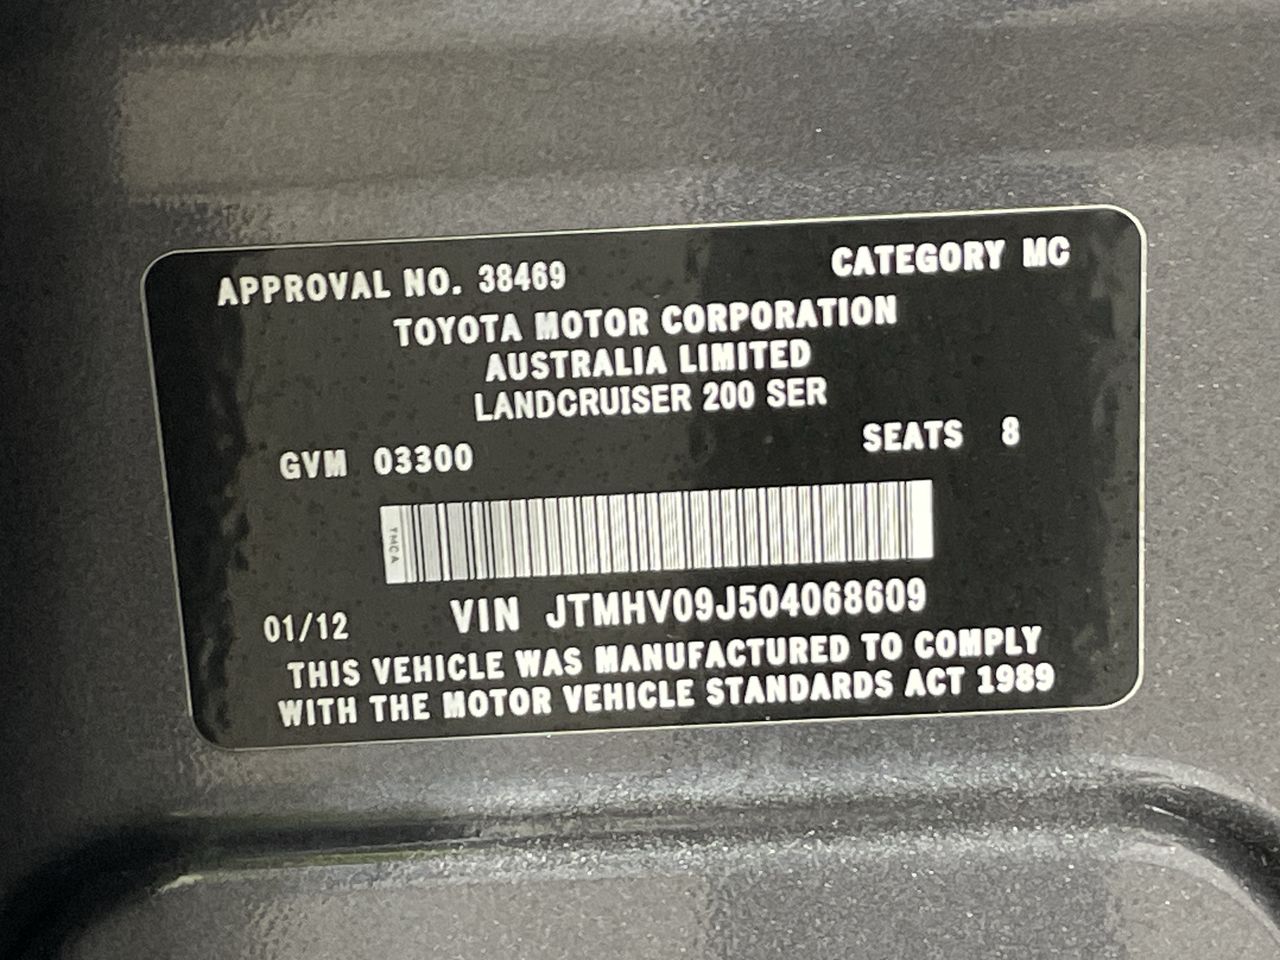 APPROVAL NO. 38469 CATEGORY MC
TOYOTA MOTOR CORPORATION
AUSTRALIA LIMITED
LANDCRUISER 200 SER
GVM 03300 SEATS 8
TMCA
01/12 VIN JTMHV09J504068609
THIS VEHICLE WAS MANUFACTURED TO COMPLY
WITH THE MOTOR VEHICLE STANDARDS ACT 1989